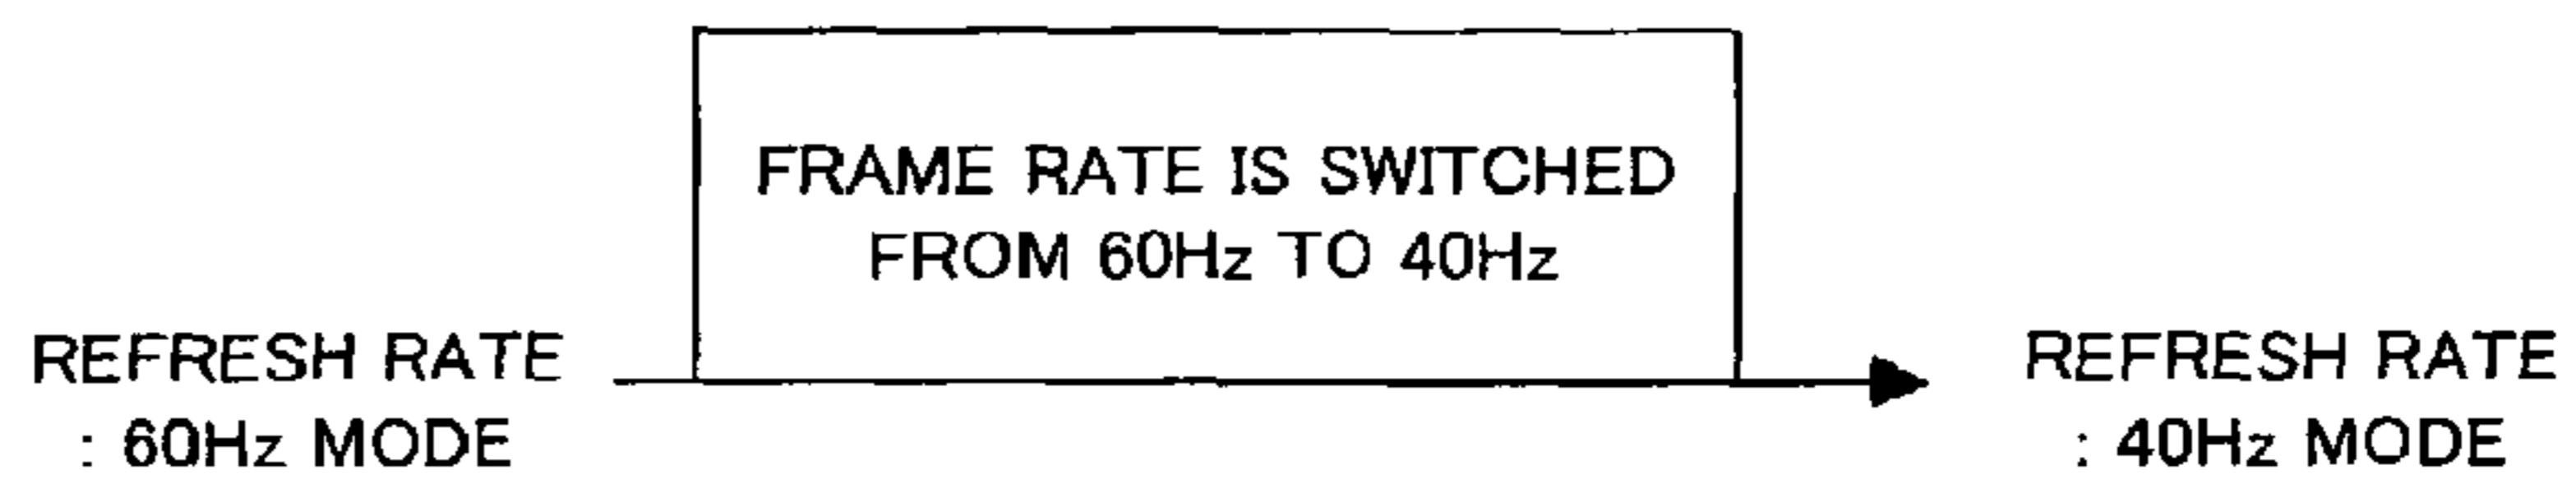 FRAME RATE IS SWITCHED
FROM 60Hz TO 40Hz
REFRESH RATE
: 60Hz MODE
REFRESH RATE
: 40Hz MODE